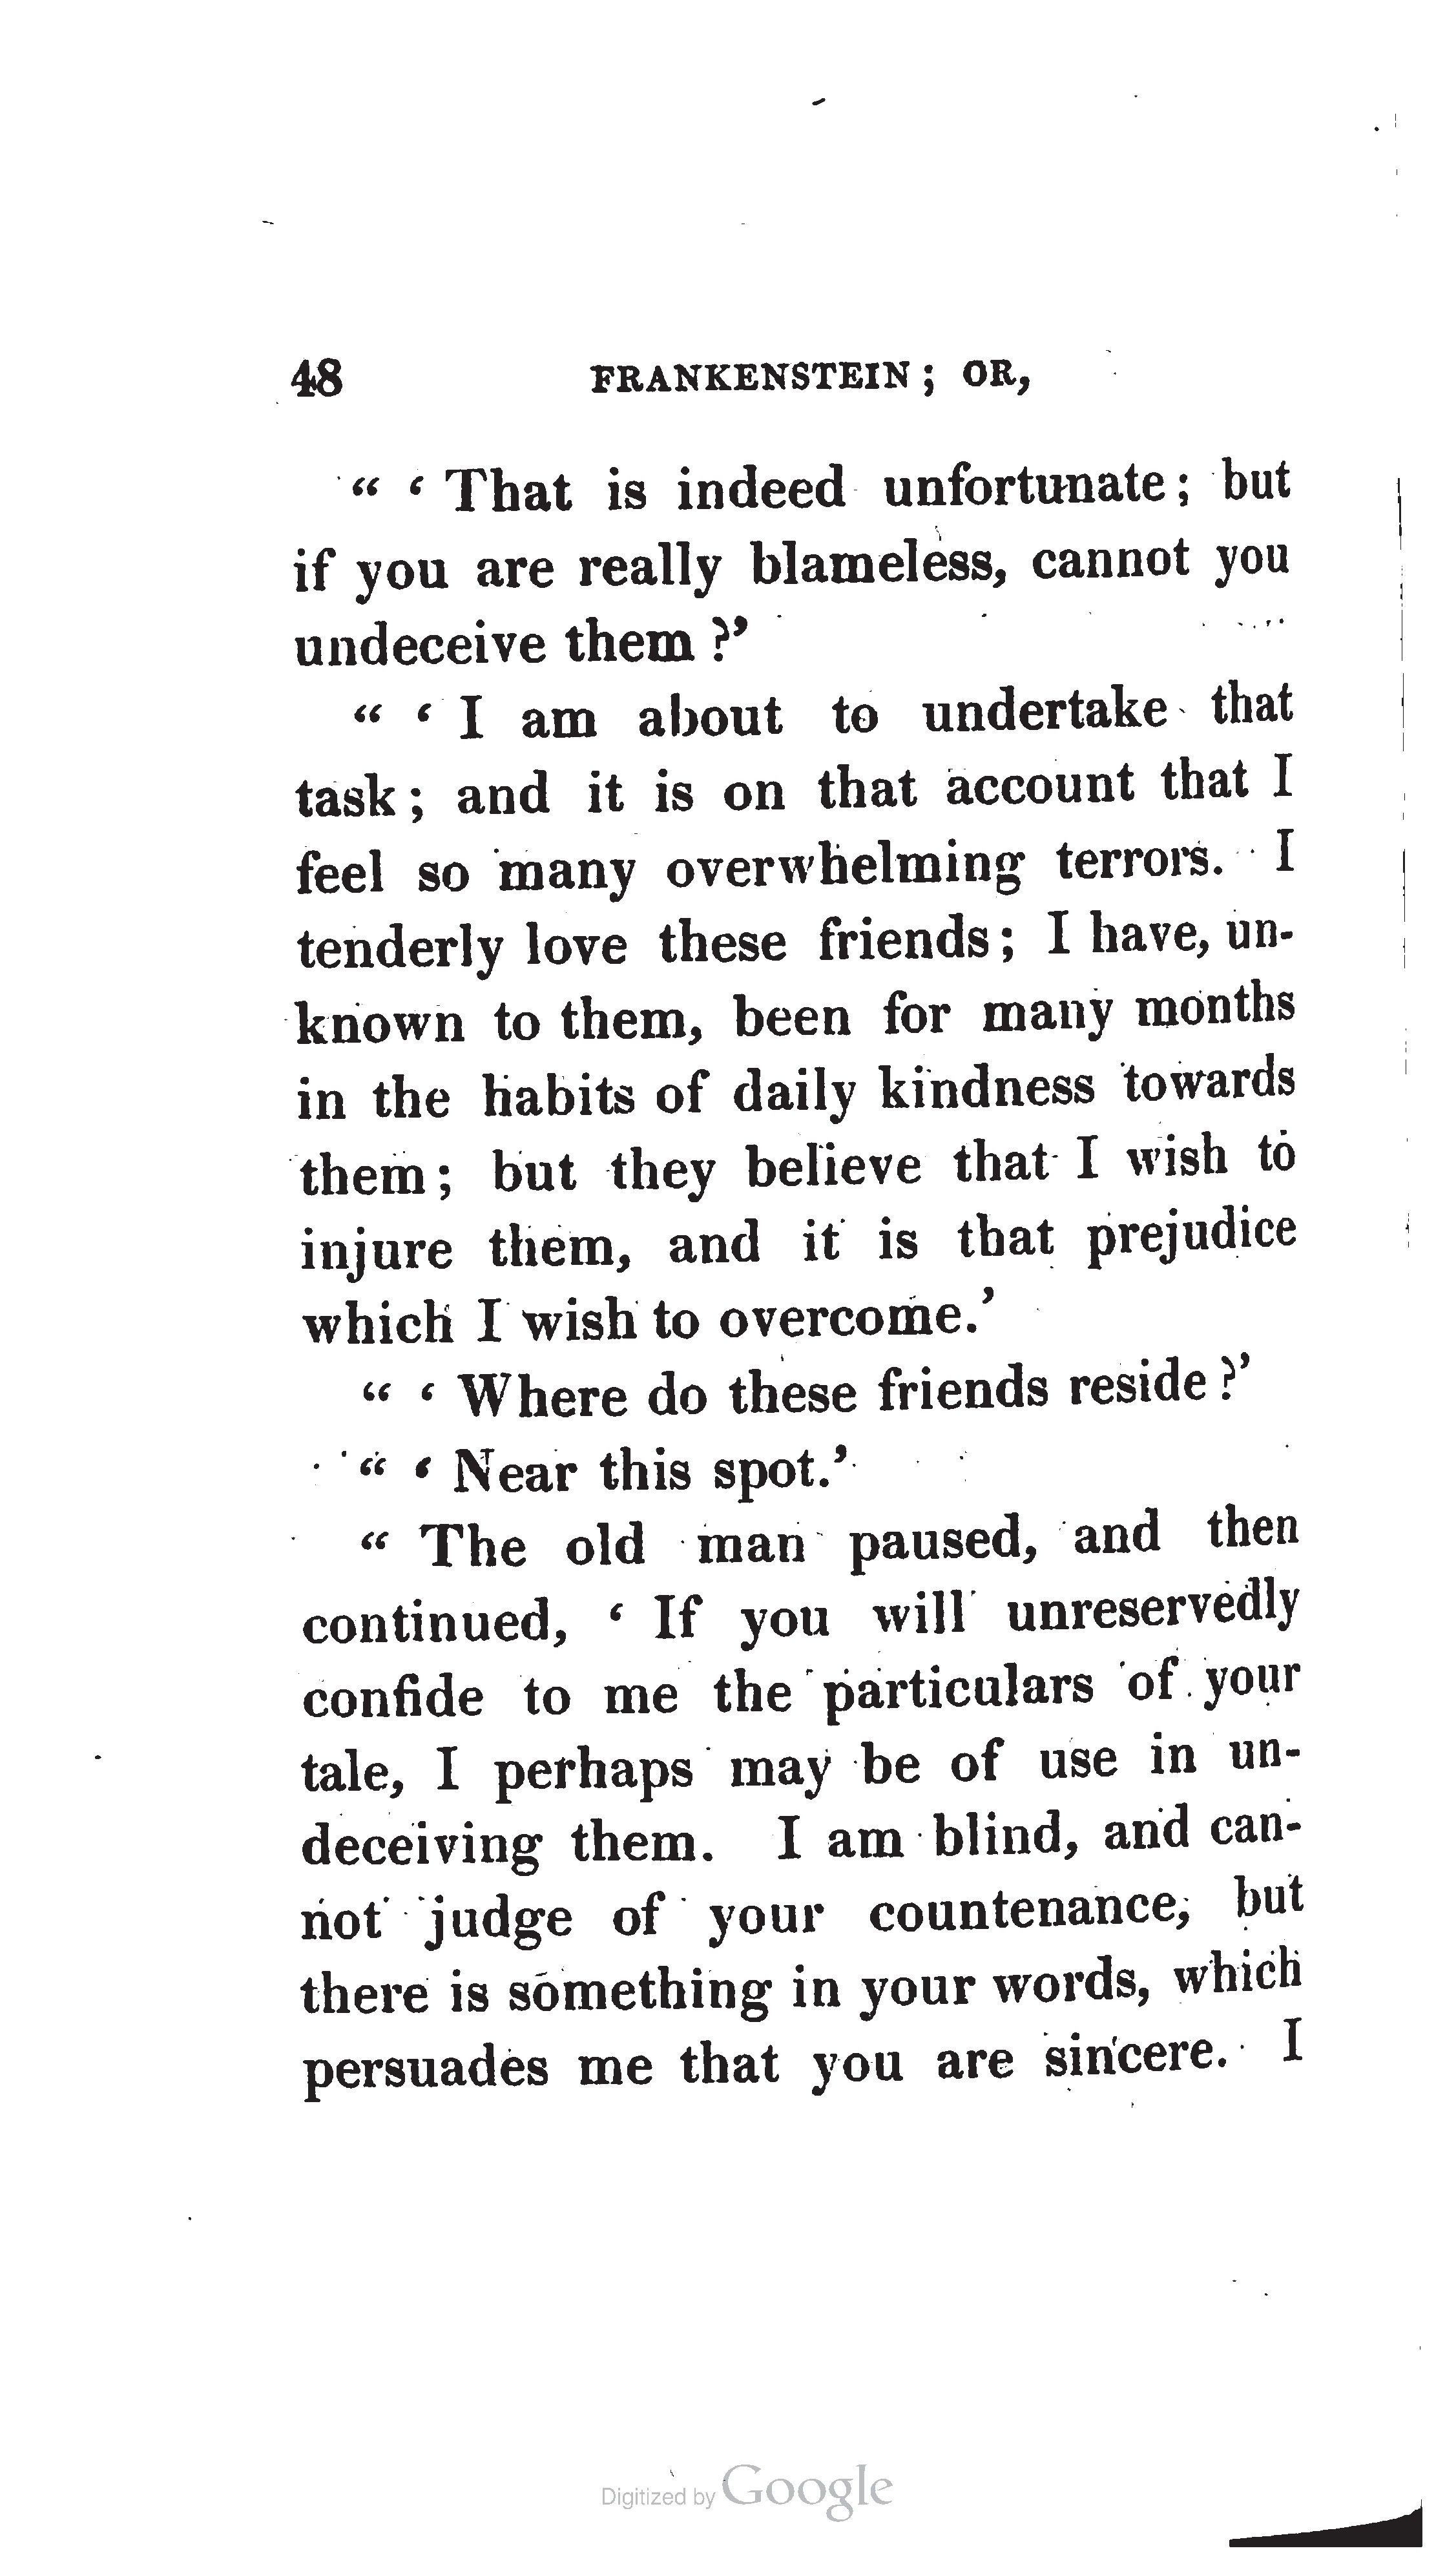 48 FRANKENSTEIN; OR,
“ ‘ That is indeed unfortunate; but
if you are really blameless, cannot you
undeceive them ?’
“ ‘ I am about to undertake that
task; and it is on that account that I
feel so many overwhelming terrors. I
tenderly love these friends; I have, un-
known to them, been for many months
in the habits of daily kindness towards
them; but they believe that I wish to
injure them, and it is that prejudice
which I wish to overcome.’
“ ‘ Where do these friends reside ?’
“ ‘ Near this spot.’
“ The old man paused, and then
continued, ‘ If you will unreservedly
confide to me the particulars of your
tale, I perhaps may be of use in un-
deceiving them. I am blind, and can-
not judge of your countenance, but
there is something in your words, which
persuades me that you are sincere. I
Digitized by Google